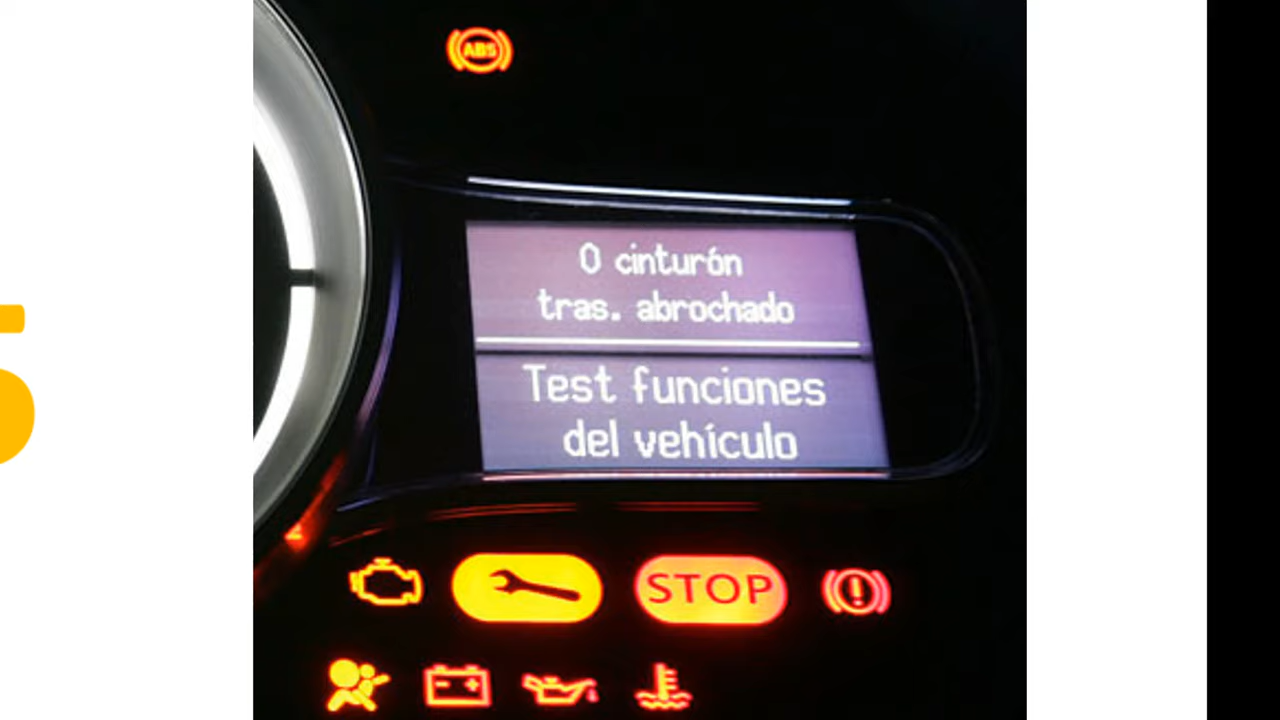 ABS
0 cinturón
tras. abrochado
Test funciones
del vehículo
STOP